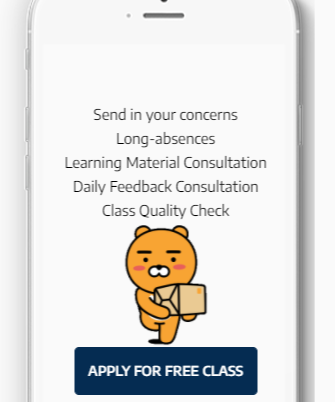 Send in your concerns
Long-absences
Learning Material Consultation
Daily Feedback Consultation
Class Quality Check
APPLY FOR FREE CLASS